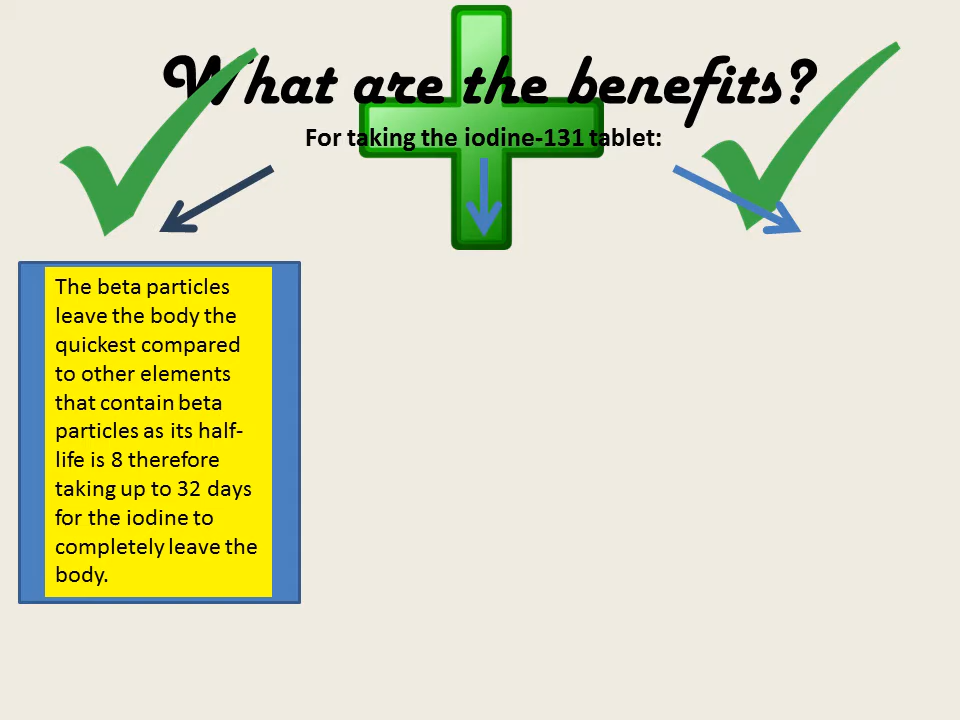 What are the benefits?
For taking the iodine-131 tablet:
The beta particles
leave the body the
quickest compared
to other elements
that contain beta
particles as its half-
life is 8 therefore
taking up to 32 days
for the iodine to
completely leave the
body.